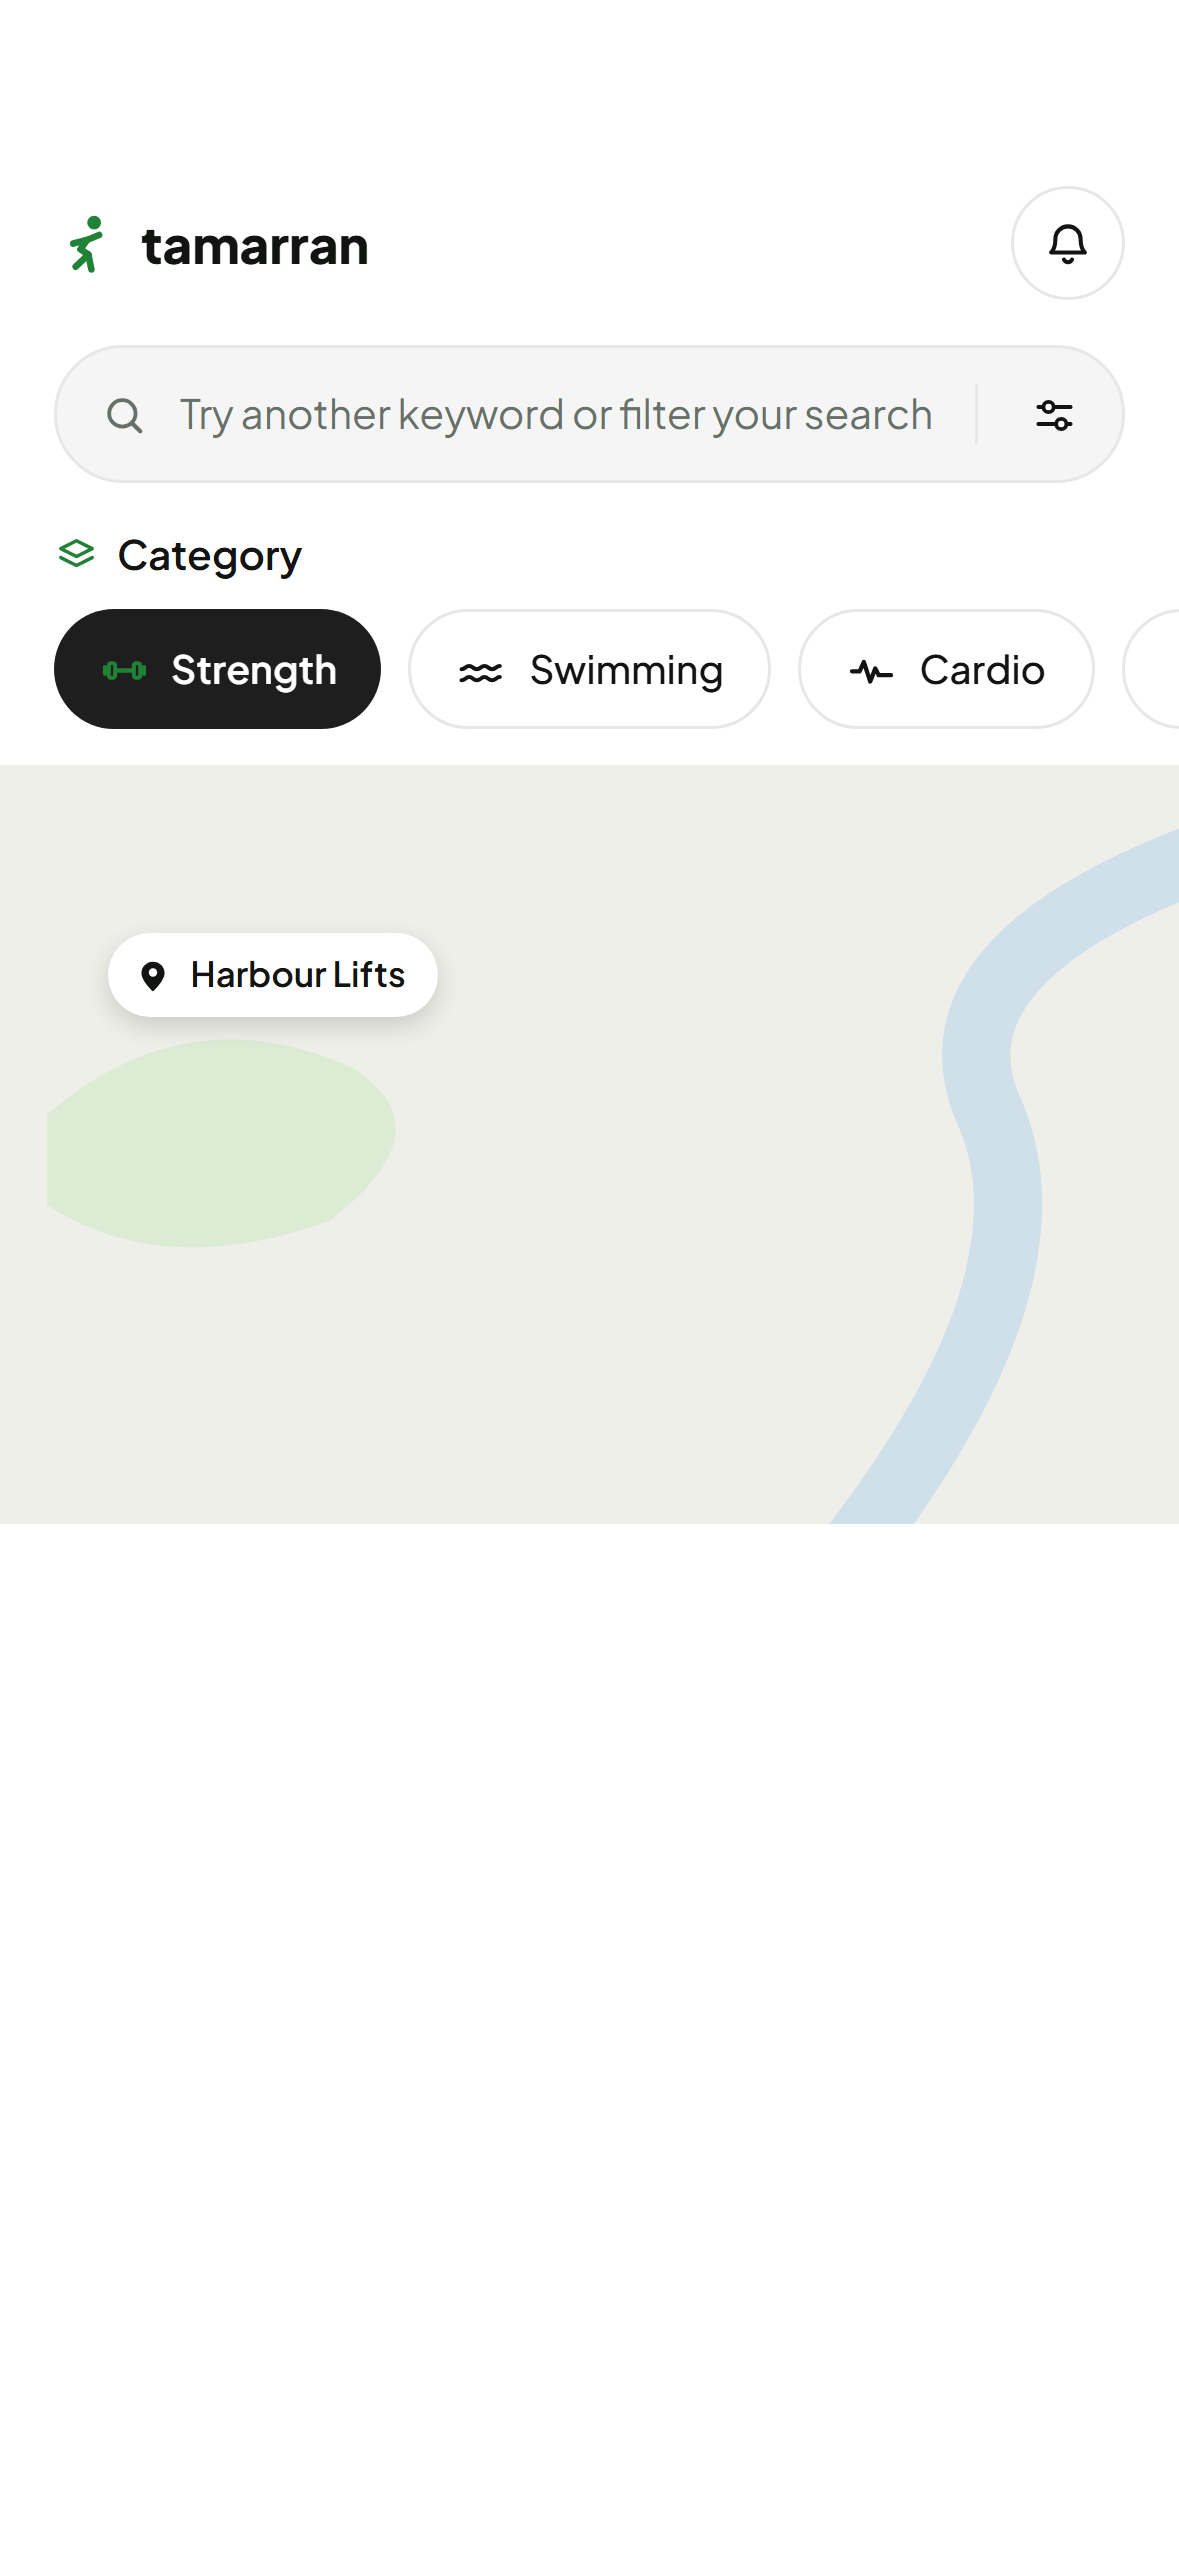 tamarran
Try another keyword or filter your search
Category
Strength
Swimming
Cardio
Harbour Lifts